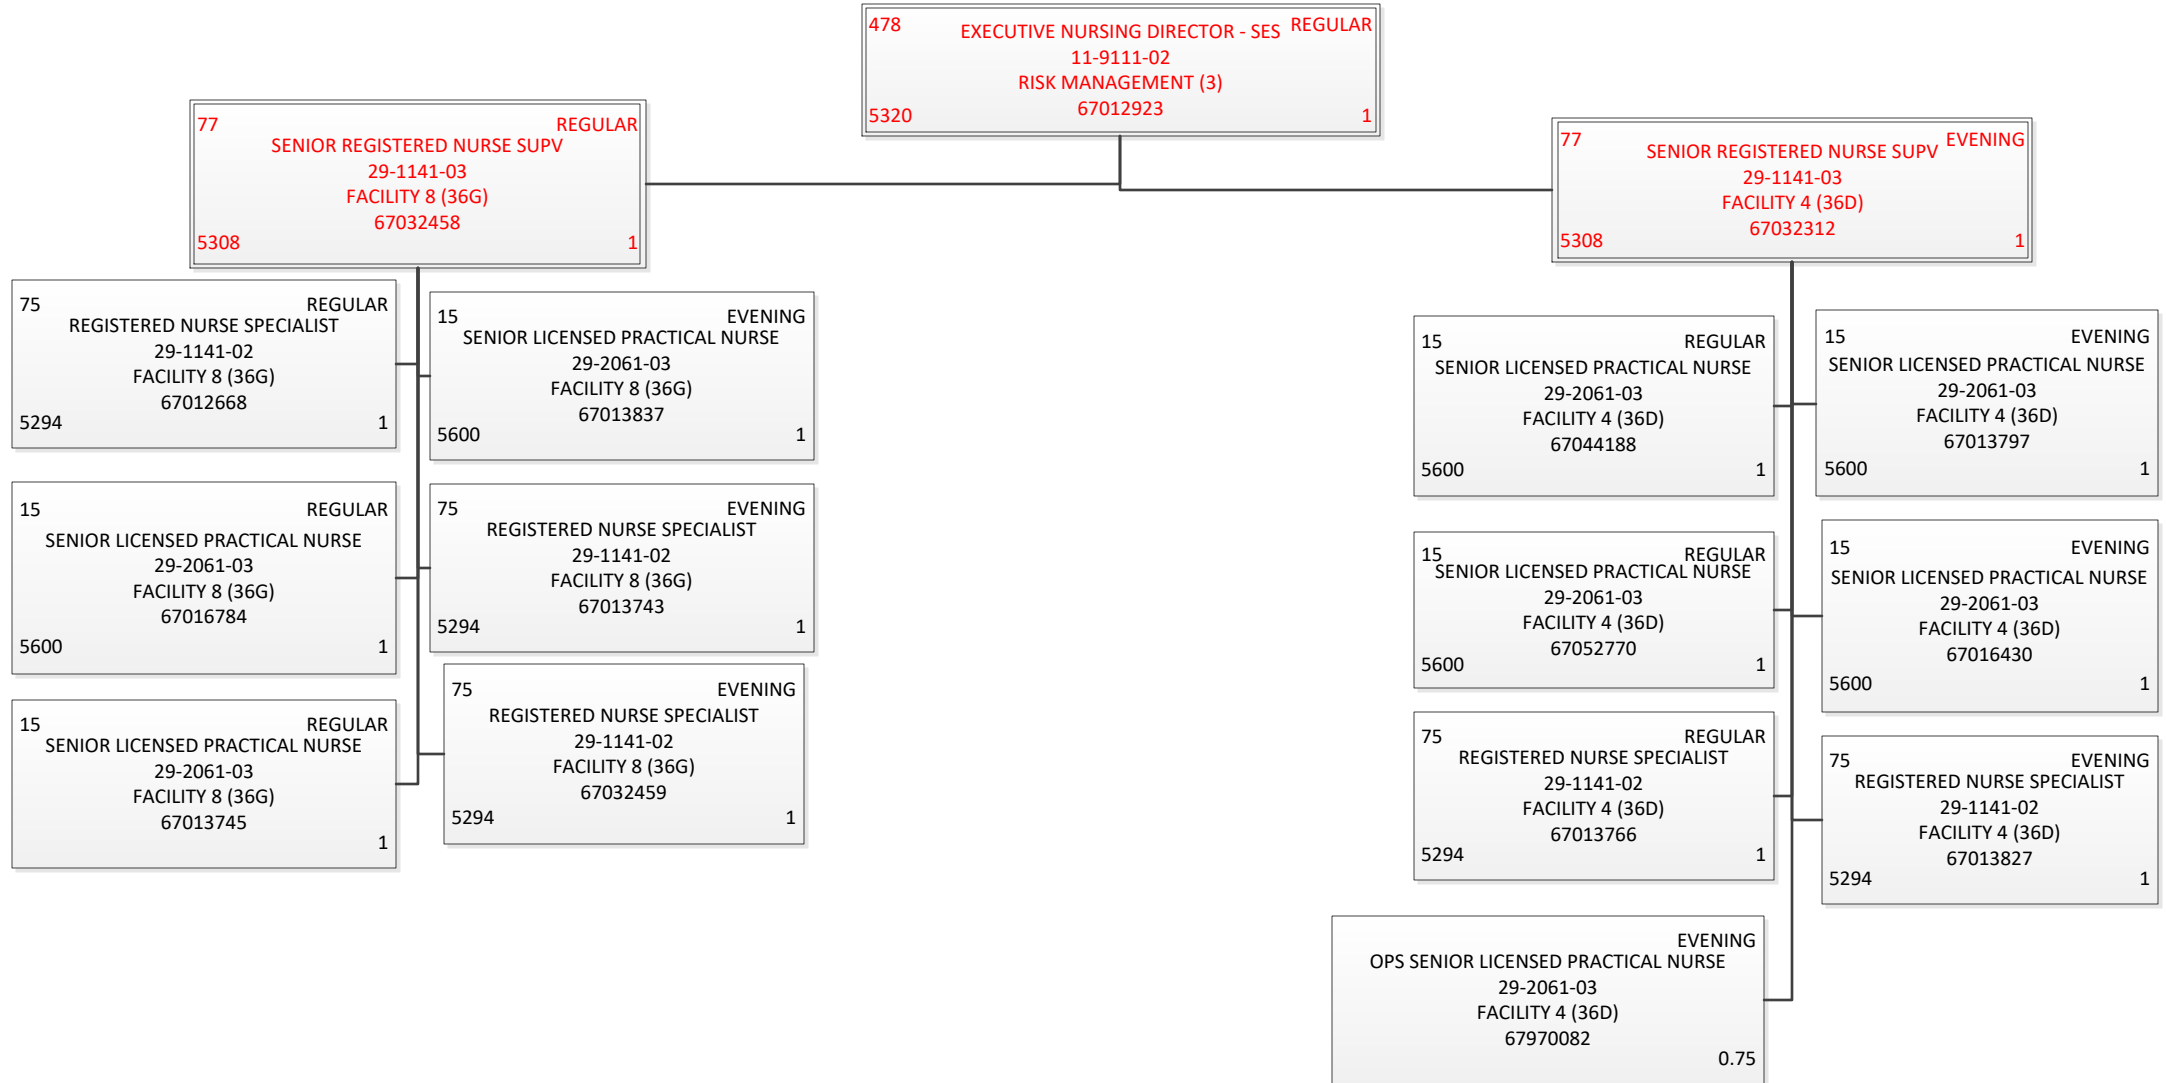 478 REGULAR
EXECUTIVE NURSING DIRECTOR - SES
11-9111-02
RISK MANAGEMENT (3)
67012923
5320 1
77 REGULAR
SENIOR REGISTERED NURSE SUPV
29-1141-03
FACILITY 8 (36G)
67032458
5308 1
77 EVENING
SENIOR REGISTERED NURSE SUPV
29-1141-03
FACILITY 4 (36D)
67032312
5308 1
75 REGULAR
REGISTERED NURSE SPECIALIST
29-1141-02
FACILITY 8 (36G)
67012668
5294 1
15 EVENING
SENIOR LICENSED PRACTICAL NURSE
29-2061-03
FACILITY 8 (36G)
67013837
5600 1
15 REGULAR
SENIOR LICENSED PRACTICAL NURSE
29-2061-03
FACILITY 8 (36G)
67016784
5600 1
75 EVENING
REGISTERED NURSE SPECIALIST
29-1141-02
FACILITY 8 (36G)
67013743
5294 1
15 REGULAR
SENIOR LICENSED PRACTICAL NURSE
29-2061-03
FACILITY 8 (36G)
67013745
1
75 EVENING
REGISTERED NURSE SPECIALIST
29-1141-02
FACILITY 8 (36G)
67032459
5294 1
15 REGULAR
SENIOR LICENSED PRACTICAL NURSE
29-2061-03
FACILITY 4 (36D)
67044188
5600 1
15 EVENING
SENIOR LICENSED PRACTICAL NURSE
29-2061-03
FACILITY 4 (36D)
67013797
5600 1
15 REGULAR
SENIOR LICENSED PRACTICAL NURSE
29-2061-03
FACILITY 4 (36D)
67052770
5600 1
15 EVENING
SENIOR LICENSED PRACTICAL NURSE
29-2061-03
FACILITY 4 (36D)
67016430
5600 1
75 REGULAR
REGISTERED NURSE SPECIALIST
29-1141-02
FACILITY 4 (36D)
67013766
5294 1
75 EVENING
REGISTERED NURSE SPECIALIST
29-1141-02
FACILITY 4 (36D)
67013827
5294 1
EVENING
OPS SENIOR LICENSED PRACTICAL NURSE
29-2061-03
FACILITY 4 (36D)
67970082
0.75